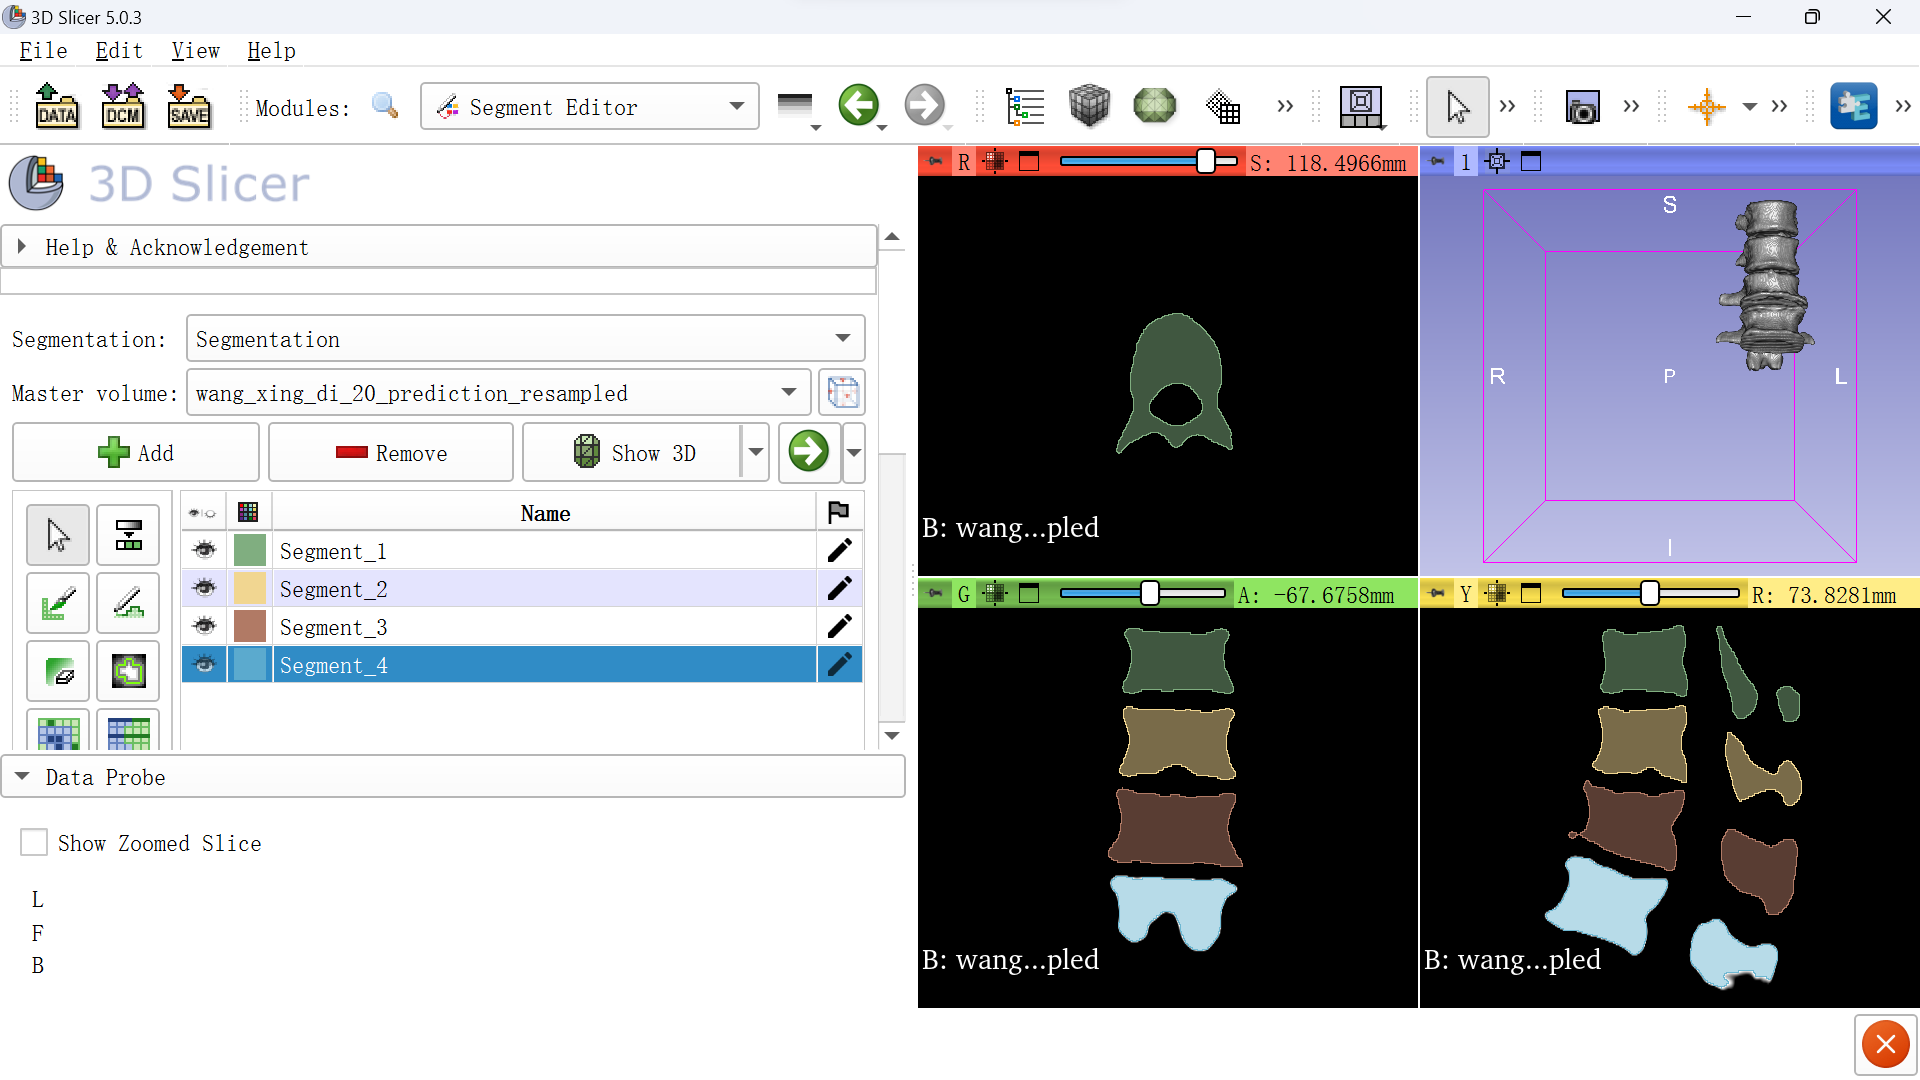 3D Slicer 5.0.3
File Edit View Help
DATA DCM SAVE Modules: Segment Editor
3D Slicer
Help & Acknowledgement
Segmentation: Segmentation
Master volume: wang_xing_di_20_prediction_resampled
Add Remove Show 3D
Name
Segment_1
Segment_2
Segment_3
Segment_4
Data Probe
Show Zoomed Slice
L
F
B
R S: 118.4966mm
B: wang...pled
1
S
R P L
I
G A: -67.6758mm
B: wang...pled
Y R: 73.8281mm
B: wang...pled